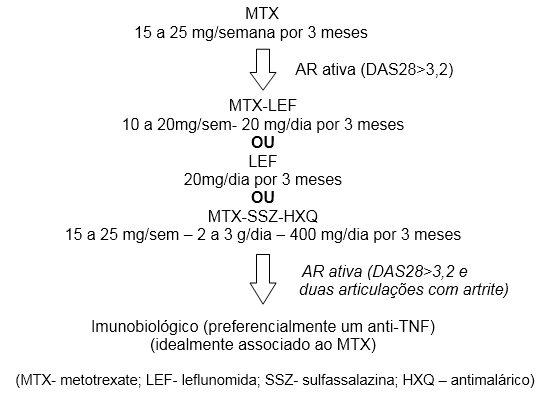 MTX
15 a 25 mg/semana por 3 meses
AR ativa (DAS28>3,2)
MTX-LEF
10 a 20mg/sem- 20 mg/dia por 3 meses
OU
LEF
20mg/dia por 3 meses
OU
MTX-SSZ-HXQ
15 a 25 mg/sem – 2 a 3 g/dia – 400 mg/dia por 3 meses
AR ativa (DAS28>3,2 e
duas articulações com artrite)
Imunobiológico (preferencialmente um anti-TNF)
(idealmente associado ao MTX)
(MTX- metotrexate; LEF- leflunomida; SSZ- sulfassalazina; HXQ – antimalárico)